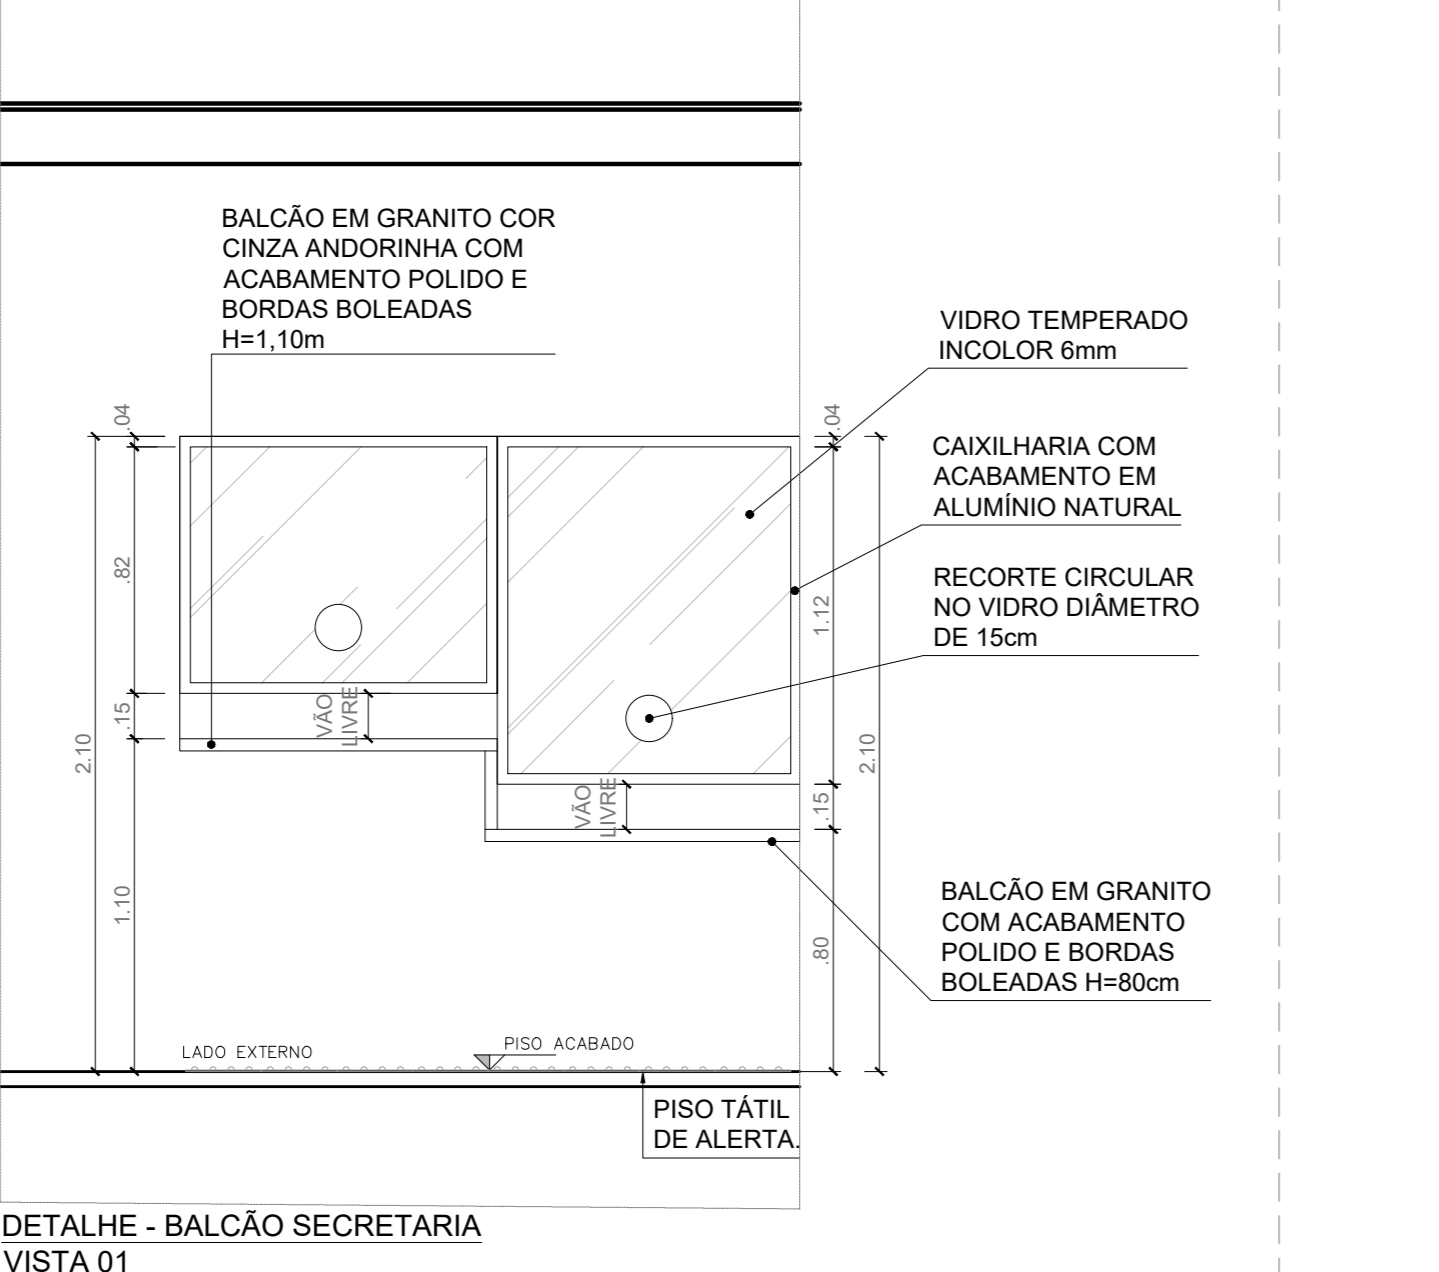 BALCÃO EM GRANITO COR
CINZA ANDORINHA COM
ACABAMENTO POLIDO E
BORDAS BOLEADAS
H=1,10m
VIDRO TEMPERADO
INCOLOR 6mm
CAIXILHARIA COM
ACABAMENTO EM
ALUMÍNIO NATURAL
RECORTE CIRCULAR
NO VIDRO DIÂMETRO
DE 15cm
BALCÃO EM GRANITO
COM ACABAMENTO
POLIDO E BORDAS
BOLEADAS H=80cm
.04
.82
.15
2.10
1.10
VÃO
LIVRE
VÃO
LIVRE
.04
1.12
.15
2.10
.80
LADO EXTERNO
PISO ACABADO
PISO TÁTIL
DE ALERTA.
DETALHE - BALCÃO SECRETARIA
VISTA 01